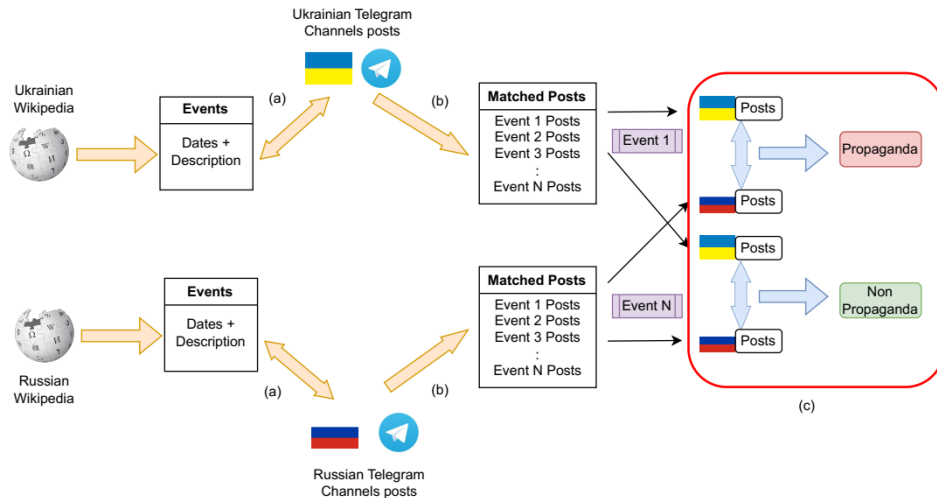 Ukrainian Telegram
Channels posts
Ukrainian
Wikipedia
Events
Dates +
Description
(a)
(b)
Matched Posts
Event 1 Posts
Event 2 Posts
Event 3 Posts
:
Event N Posts
Event 1
Posts
Propaganda
Posts
Posts
Non
Propaganda
Posts
(c)
Russian
Wikipedia
Events
Dates +
Description
(a)
(b)
Matched Posts
Event 1 Posts
Event 2 Posts
Event 3 Posts
:
Event N Posts
Event N
Russian Telegram
Channels posts